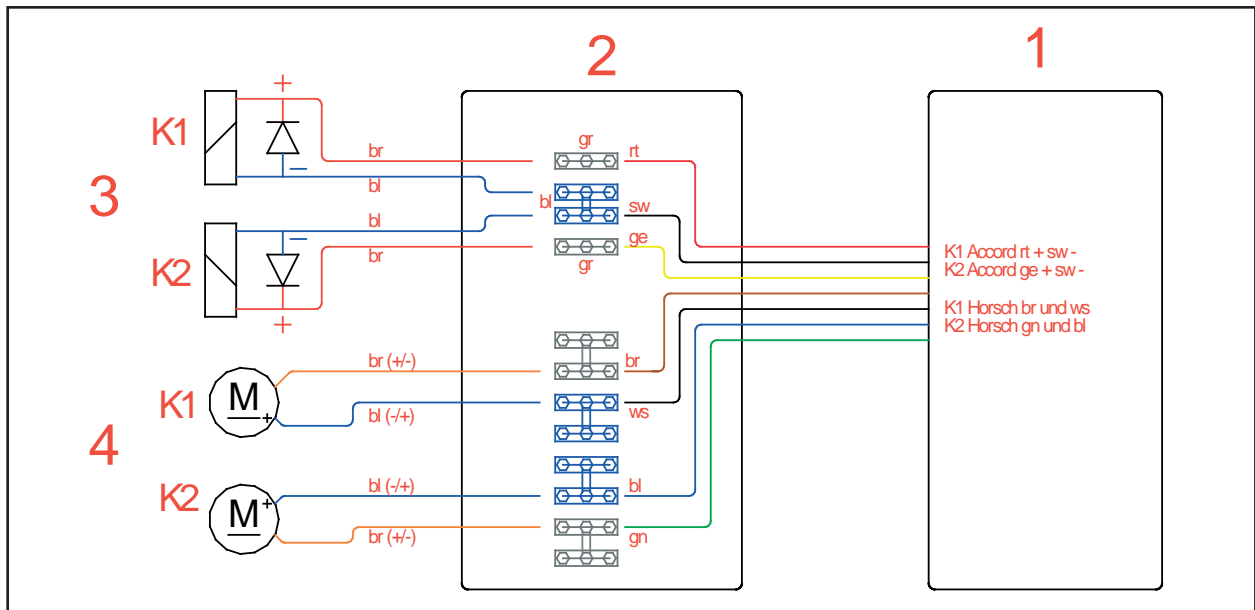 2
1
+
K1
–
br
bl
gr
rt
3
bl
sw
bl
K2
–
br
ge
gr
+
K1 Accord rt + sw -
K2 Accord ge + sw -
K1 Horsch br und ws
K2 Horsch gn und bl
br (+/-)
br
K1
M
+
bl (-/+)
ws
4
K2
M
+
bl (-/+)
bl
br (+/-)
gn